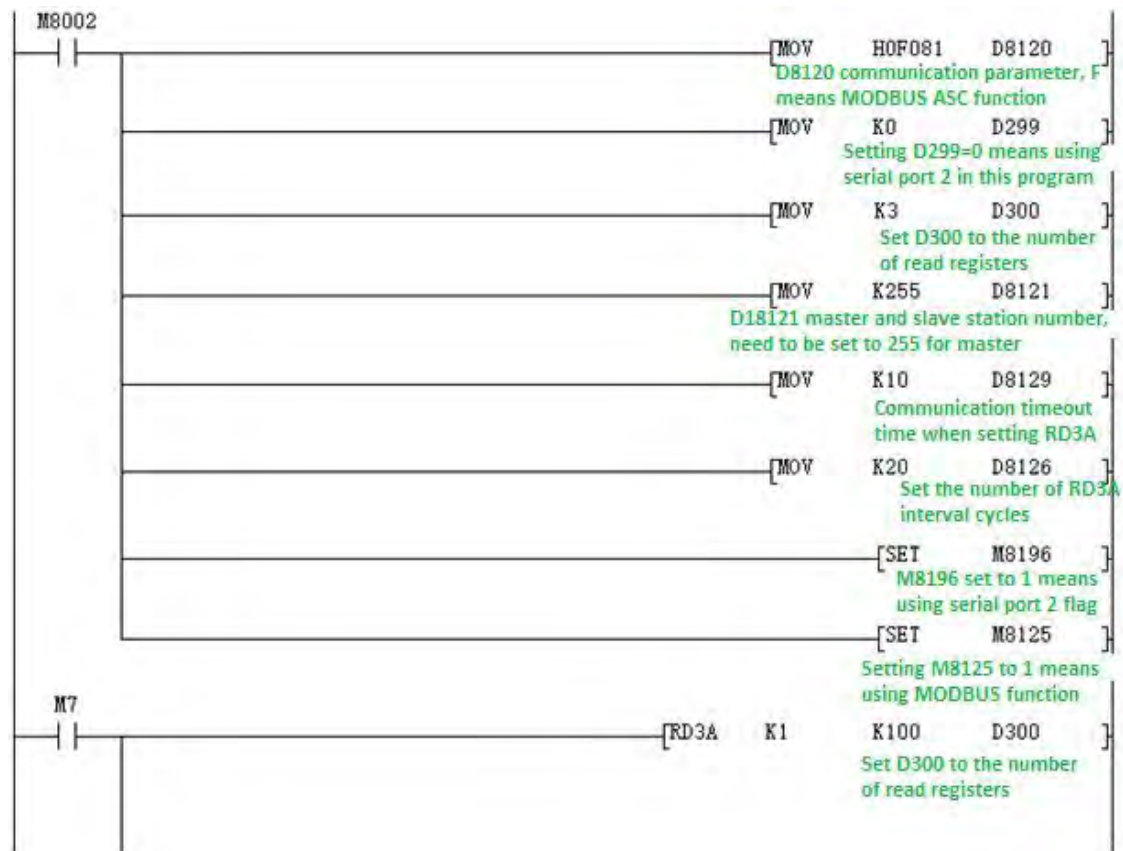 M8002
[MOV H0F081 D8120 ]
D8120 communication parameter, F
means MODBUS ASC function
[MOV K0 D299 ]
Setting D299=0 means using
serial port 2 in this program
[MOV K3 D300 ]
Set D300 to the number
of read registers
[MOV K255 D8121 ]
D18121 master and slave station number,
need to be set to 255 for master
[MOV K10 D8129 ]
Communication timeout
time when setting RD3A
[MOV K20 D8126 ]
Set the number of RD3A
interval cycles
[SET M8196 ]
M8196 set to 1 means
using serial port 2 flag
[SET M8125 ]
Setting M8125 to 1 means
using MODBUS function
M7
[RD3A K1 K100 D300 ]
Set D300 to the number
of read registers